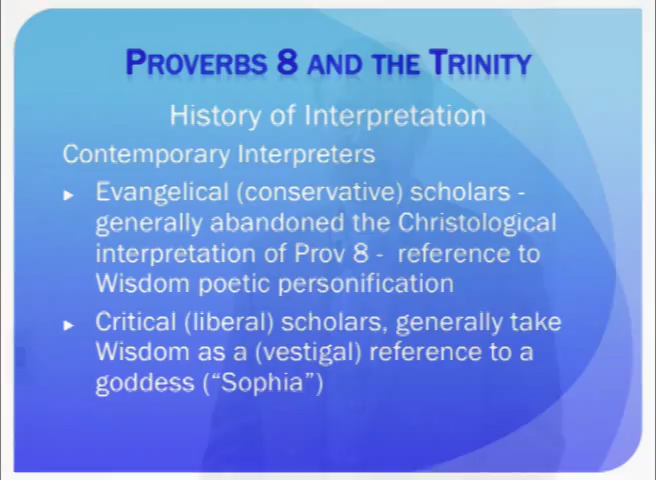 PROVERBS 8 AND THE TRINITY
History of Interpretation
Contemporary Interpreters
Evangelical (conservative) scholars -
generally abandoned the Christological
interpretation of Prov 8 - reference to
Wisdom poetic personification
Critical (liberal) scholars, generally take
Wisdom as a (vestigal) reference to a
goddess (“Sophia”)